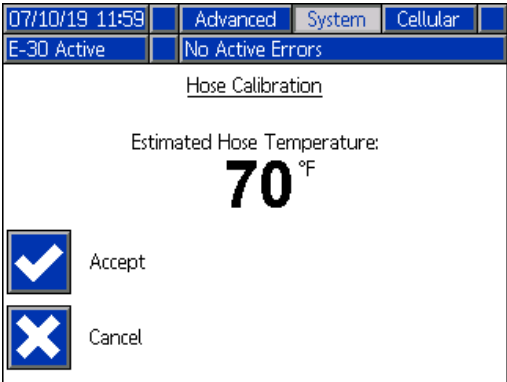 07/10/19 11:59 Advanced System Cellular
E-30 Active No Active Errors
Hose Calibration
Estimated Hose Temperature:
70 °F
Accept
Cancel